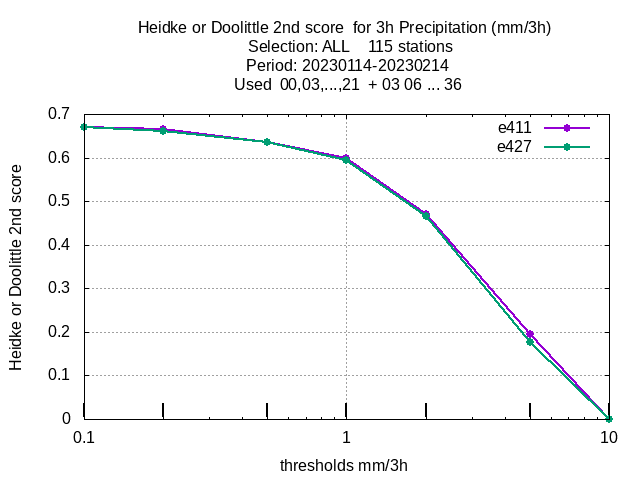 Heidke or Doolittle 2nd score  for 3h Precipitation (mm/3h)
Selection: ALL    115 stations
Period: 20230114-20230214
Used  00,03,...,21  + 03 06 ... 36
e411
e427
0.7
0.6
0.5
0.4
0.3
0.2
0.1
0
Heidke or Doolittle 2nd score
0.1 1 10
thresholds mm/3h